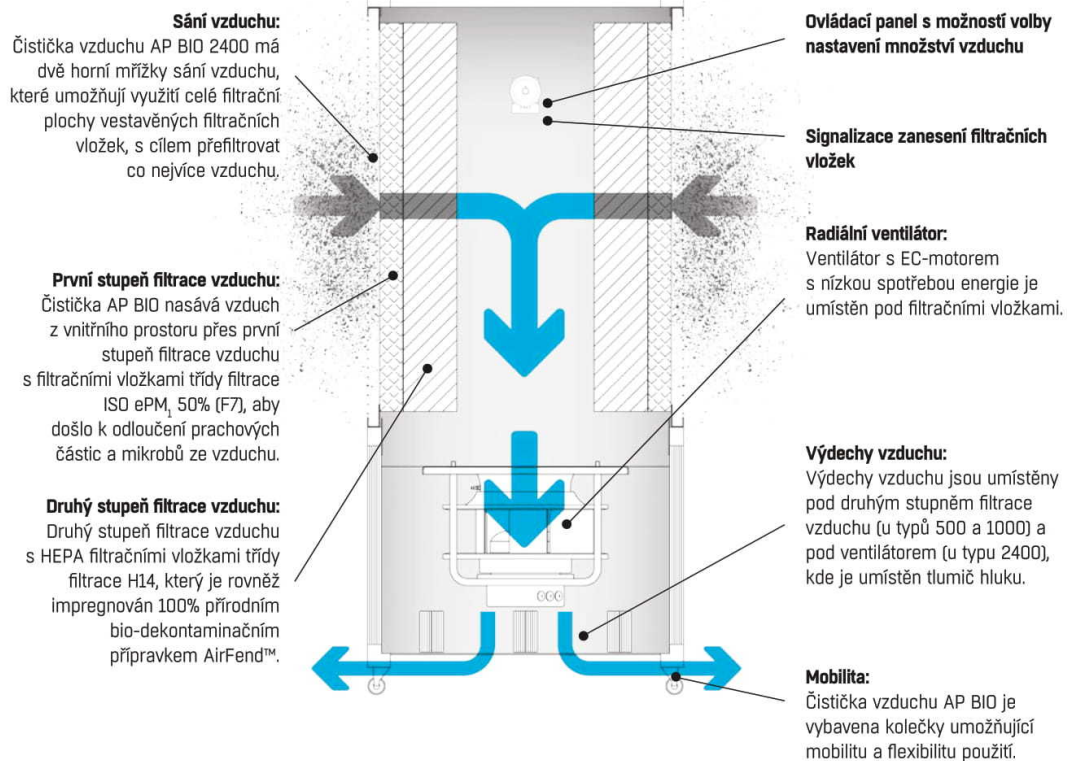 Sání vzduchu:
Čistička vzduchu AP BIO 2400 má
dvě horní mřížky sání vzduchu,
které umožňují využití celé filtrační
plochy vestavěných filtračních
vložek, s cílem přefiltrovat
co nejvíce vzduchu.
První stupeň filtrace vzduchu:
Čistička AP BIO nasává vzduch
z vnitřního prostoru přes první
stupeň filtrace vzduchu
s filtračními vložkami třídy filtrace
ISO ePM₁ 50% (F7), aby
došlo k odloučení prachových
částic a mikrobů ze vzduchu.
Druhý stupeň filtrace vzduchu:
Druhý stupeň filtrace vzduchu
s HEPA filtračními vložkami třídy
filtrace H14, který je rovněž
impregnován 100% přírodním
bio-dekontaminačním
přípravkem AirFend™.
Ovládací panel s možností volby
nastavení množství vzduchu
Signalizace zanesení filtračních
vložek
Radiální ventilátor:
Ventilátor s EC-motorem
s nízkou spotřebou energie je
umístěn pod filtračními vložkami.
Výdechy vzduchu:
Výdechy vzduchu jsou umístěny
pod druhým stupněm filtrace
vzduchu (u typů 500 a 1000) a
pod ventilátorem (u typu 2400),
kde je umístěn tlumič hluku.
Mobilita:
Čistička vzduchu AP BIO je
vybavena kolečky umožňující
mobilitu a flexibilitu použití.